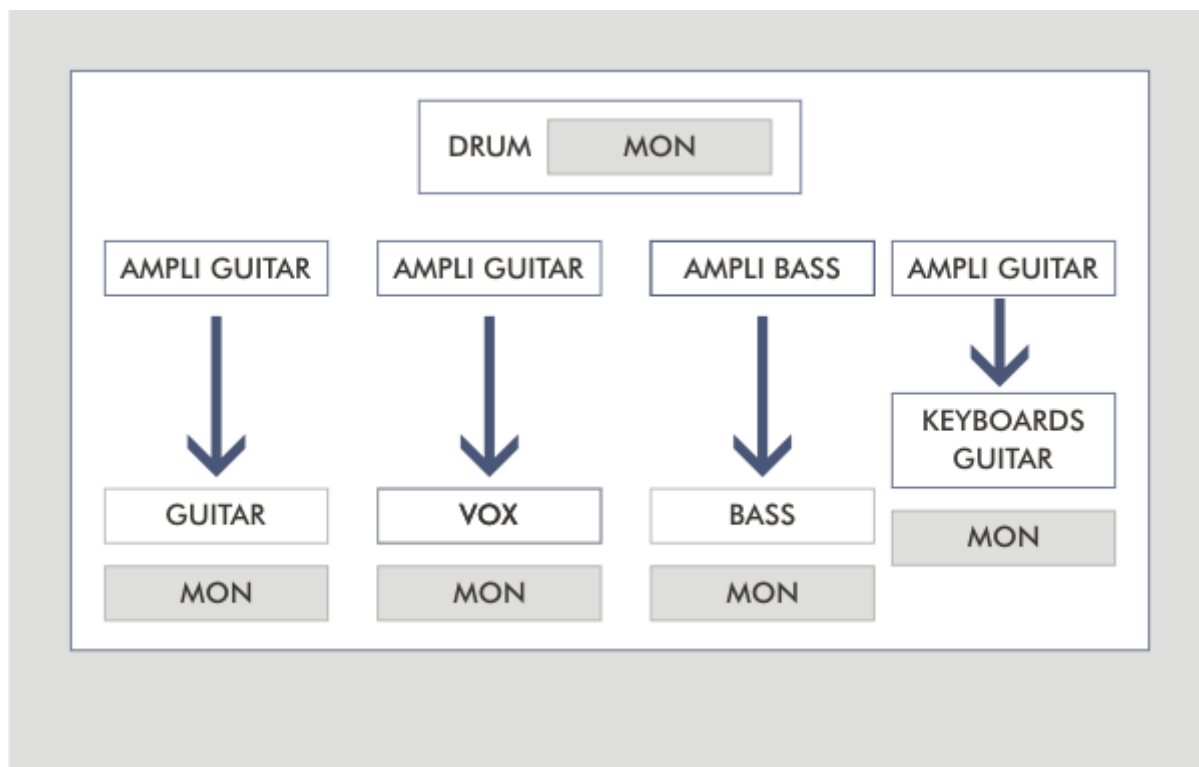 DRUM MON
AMPLI GUITAR
AMPLI GUITAR
AMPLI BASS
AMPLI GUITAR
KEYBOARDS
GUITAR
GUITAR
VOX
BASS
MON
MON
MON
MON